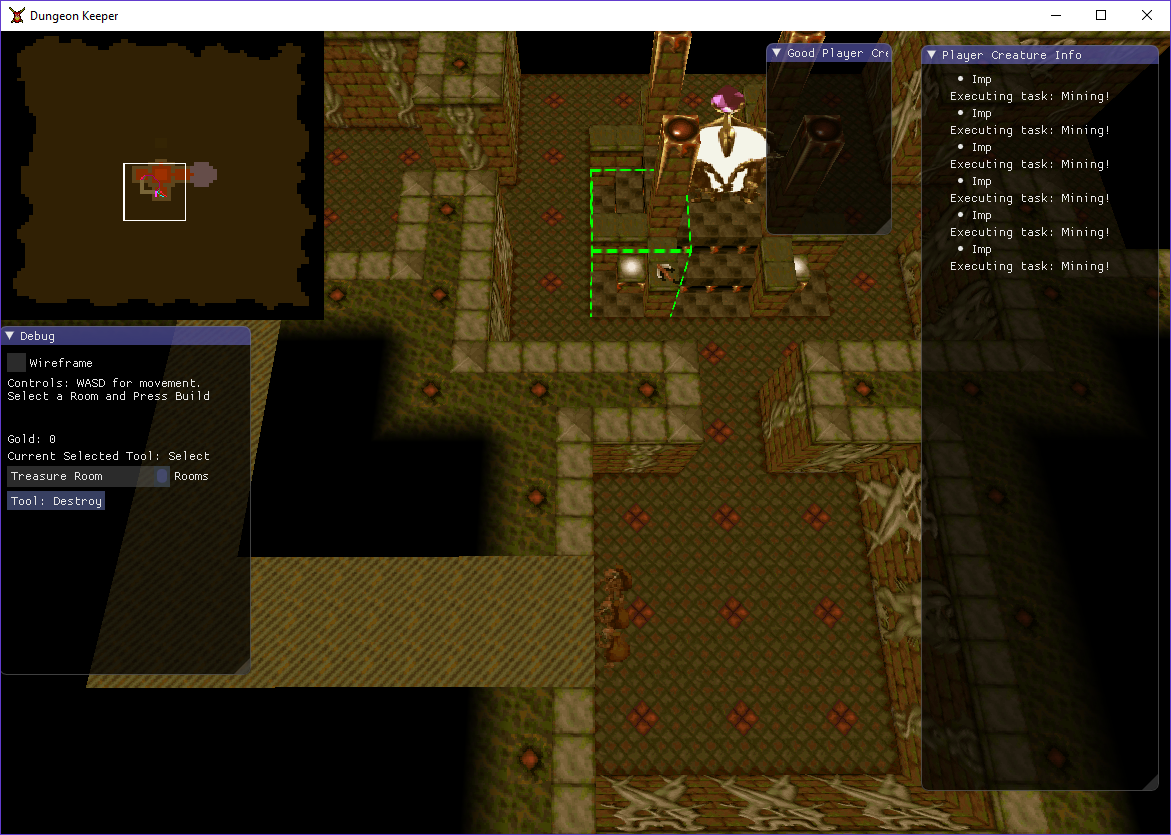 Dungeon Keeper
Good Player Cre
Player Creature Info
Imp
Executing task: Mining!
Imp
Executing task: Mining!
Imp
Executing task: Mining!
Imp
Executing task: Mining!
Imp
Executing task: Mining!
Imp
Executing task: Mining!
Debug
Wireframe
Controls: WASD for movement.
Select a Room and Press Build
Gold: 0
Current Selected Tool: Select
Treasure Room Rooms
Tool: Destroy